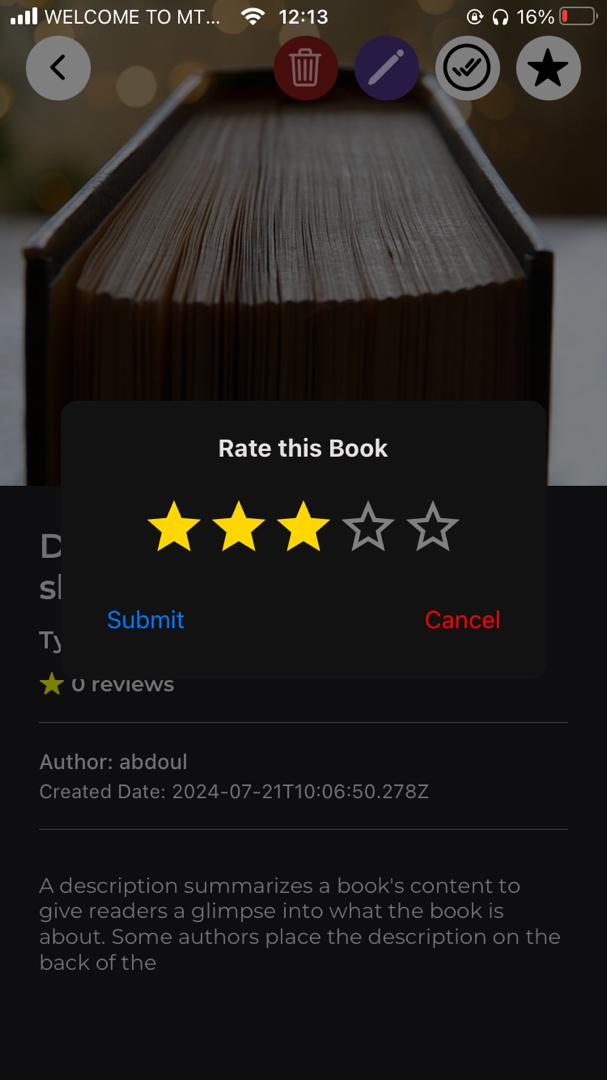 WELCOME TO MT... 12:13 16%
Rate this Book
Submit Cancel
0 reviews
Author: abdoul
Created Date: 2024-07-21T10:06:50.278Z
A description summarizes a book's content to
give readers a glimpse into what the book is
about. Some authors place the description on the
back of the